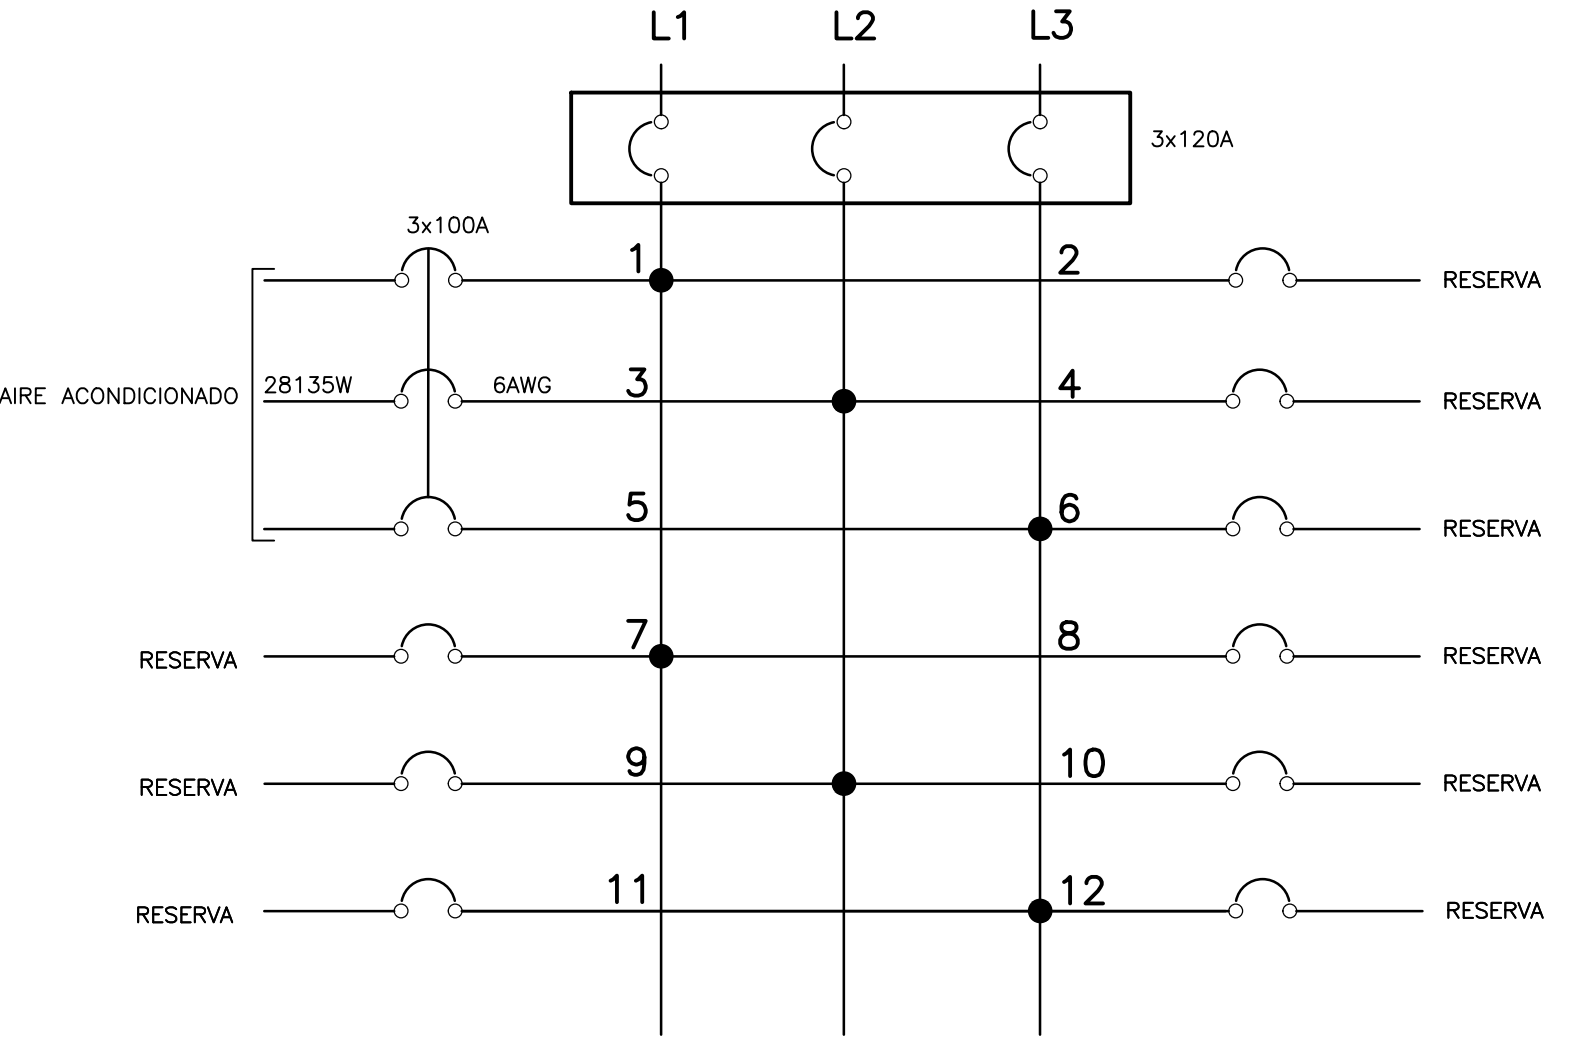 L1 L2 L3
3x120A
3x100A
1 2 RESERVA
AIRE ACONDICIONADO 28135W 6AWG 3 4 RESERVA
5 6 RESERVA
RESERVA 7 8 RESERVA
RESERVA 9 10 RESERVA
RESERVA 11 12 RESERVA